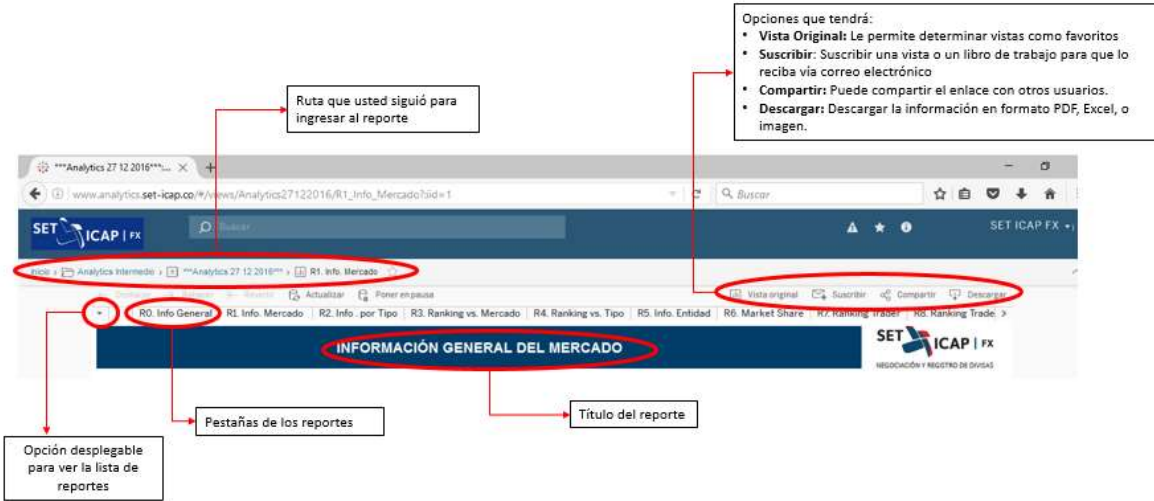 Opciones que tendrá:
• Vista Original: Le permite determinar vistas como favoritos
• Suscribir: Suscribir una vista o un libro de trabajo para que lo
reciba vía correo electrónico
• Compartir: Puede compartir el enlace con otros usuarios.
• Descargar: Descargar la información en formato PDF, Excel, o
imagen.
Ruta que usted siguió para
ingresar al reporte
***Analytics 27 12 2016***:...
www.analytics.set-icap.co/#/views/Analytics27122016/R1_Info_Mercado?:iid=1
Buscar
SET ICAP | FX
Buscar
SET ICAP FX
Inicio › Analytics Intermedio › ***Analytics 27 12 2016*** › R1. Info. Mercado
Actualizar Poner en pausa
Vista original Suscribir Compartir Descargar
R0. Info General R1. Info. Mercado R2. Info. por Tipo R3. Ranking vs. Mercado R4. Ranking vs. Tipo R5. Info. Entidad R6. Market Share R7. Ranking Trader R8. Ranking Trade
INFORMACIÓN GENERAL DEL MERCADO
SET ICAP | FX
NEGOCIACIÓN Y REGISTRO DE DIVISAS
Pestañas de los reportes
Título del reporte
Opción desplegable
para ver la lista de
reportes